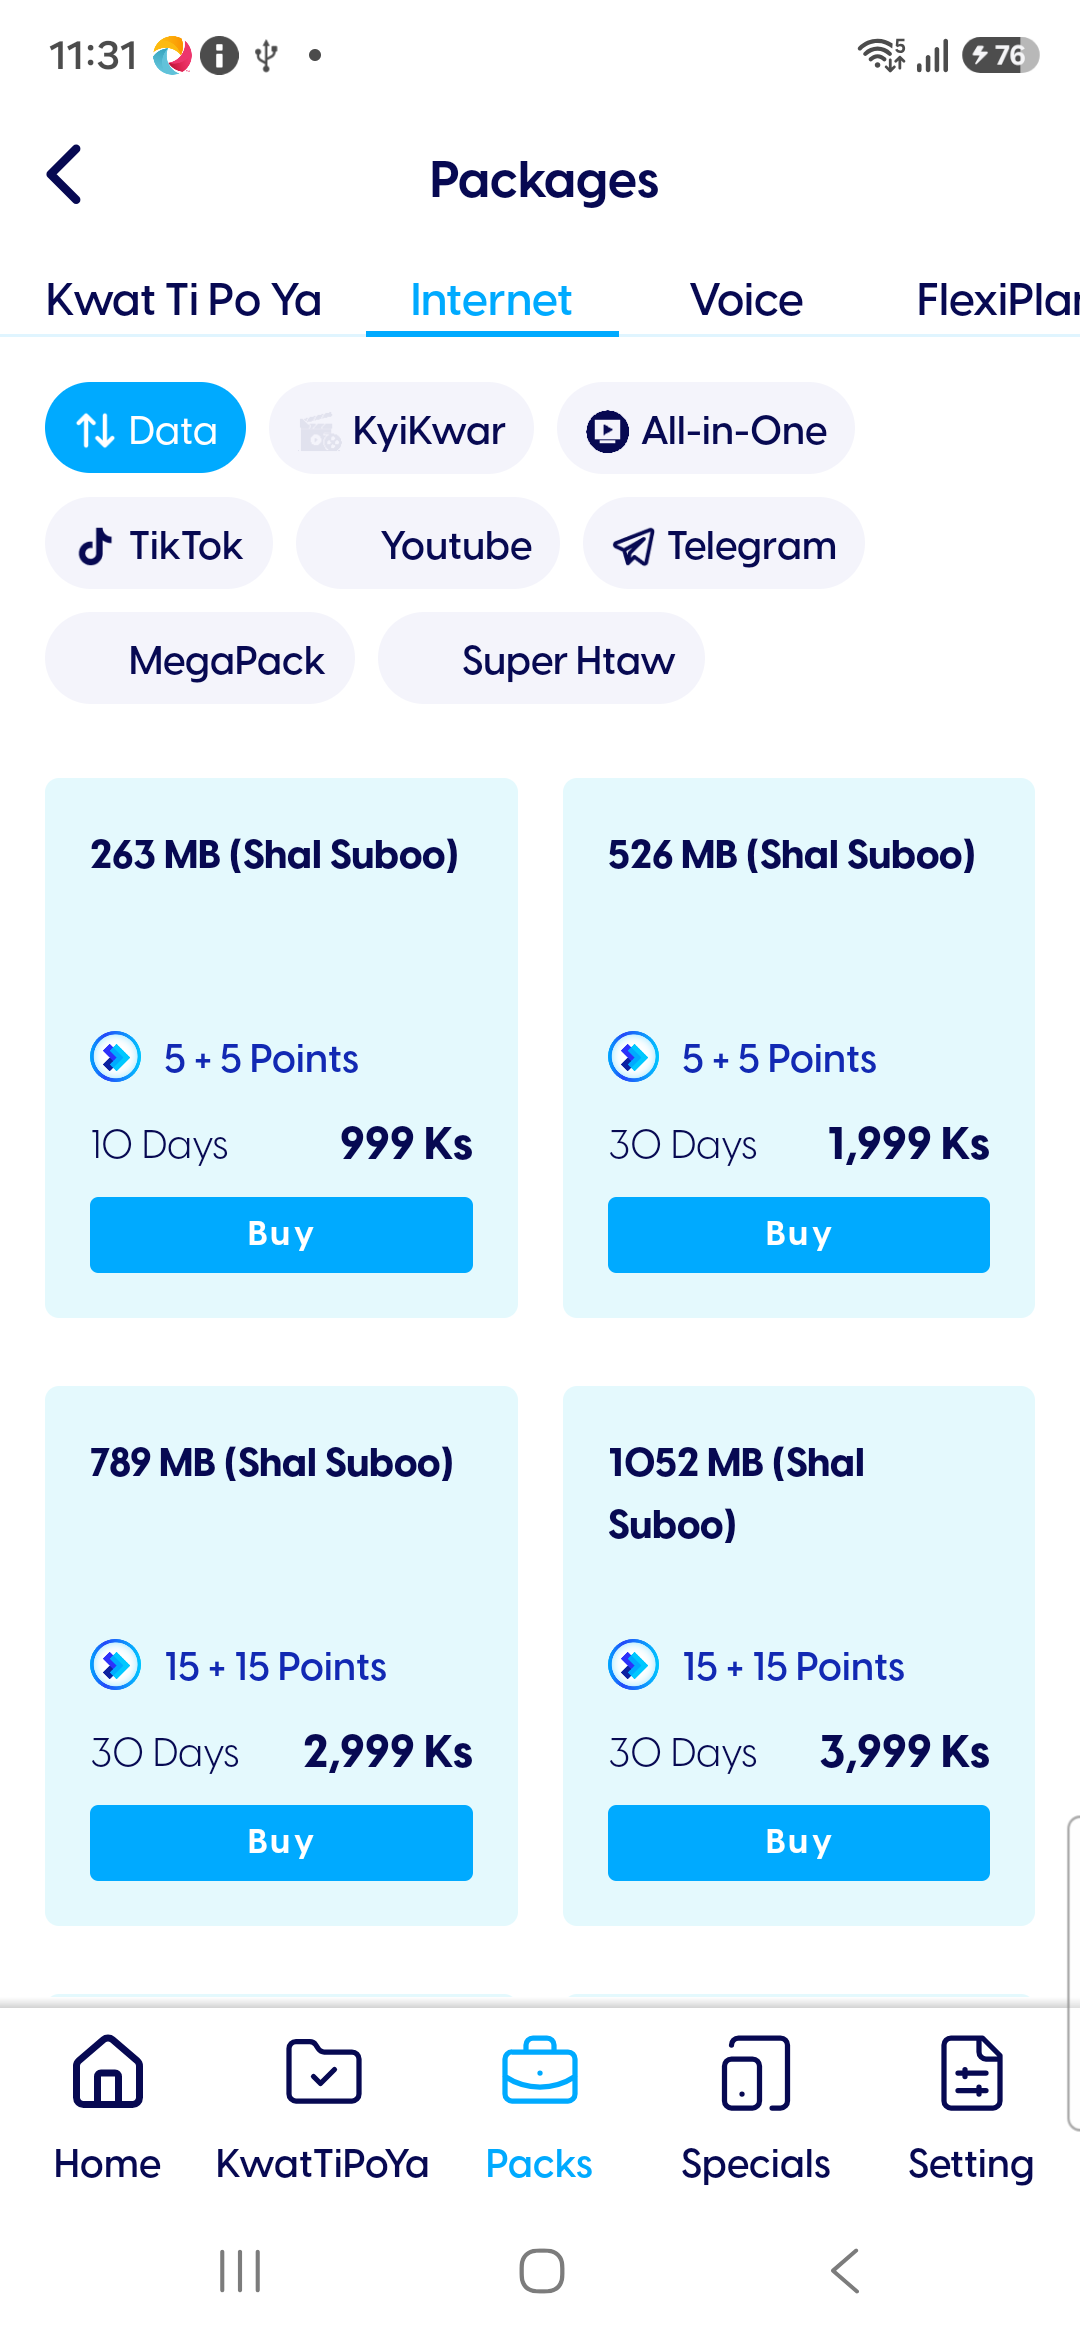 11:31
5
76
Packages
Kwat Ti Po Ya Internet Voice FlexiPlan
Data KyiKwar All-in-One
TikTok Youtube Telegram
MegaPack Super Htaw
263 MB (Shal Suboo)
5 + 5 Points
10 Days 999 Ks
Buy
526 MB (Shal Suboo)
5 + 5 Points
30 Days 1,999 Ks
Buy
789 MB (Shal Suboo)
15 + 15 Points
30 Days 2,999 Ks
Buy
1052 MB (Shal
Suboo)
15 + 15 Points
30 Days 3,999 Ks
Buy
Home KwatTiPoYa Packs Specials Setting